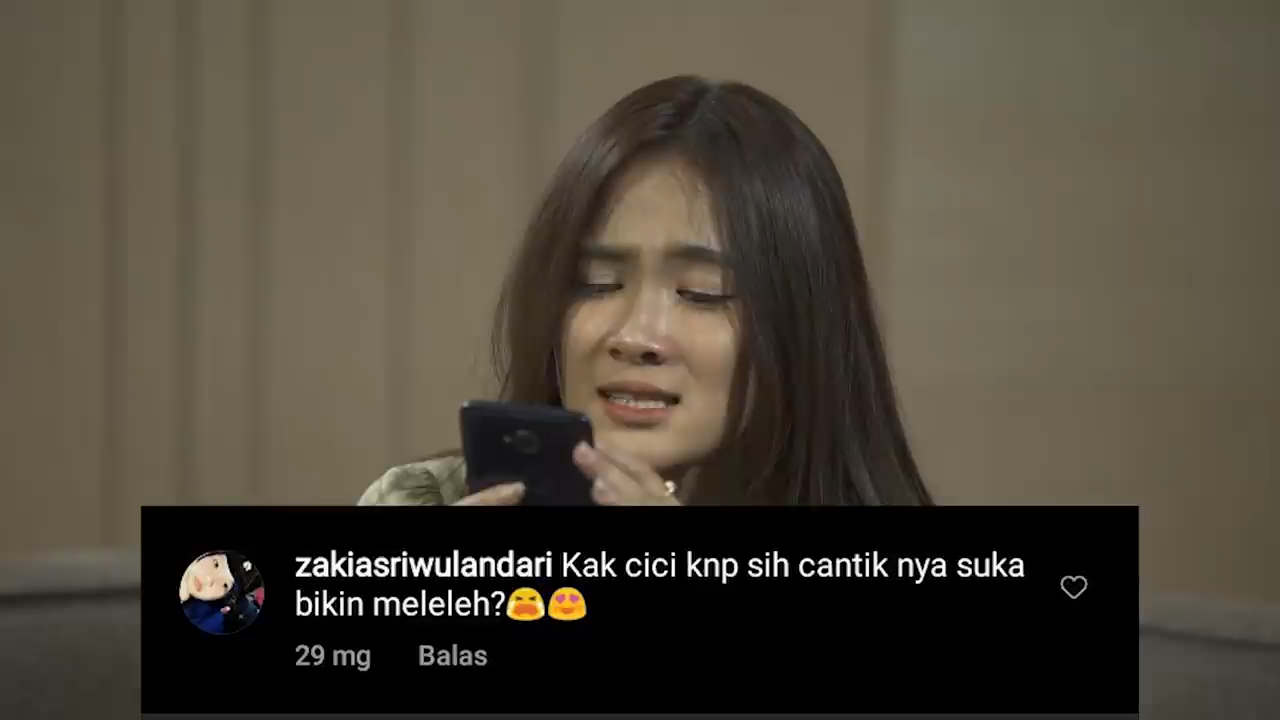 zakiasriwulandari Kak cici knp sih cantik nya suka
bikin meleleh?😫😍
29 mg Balas